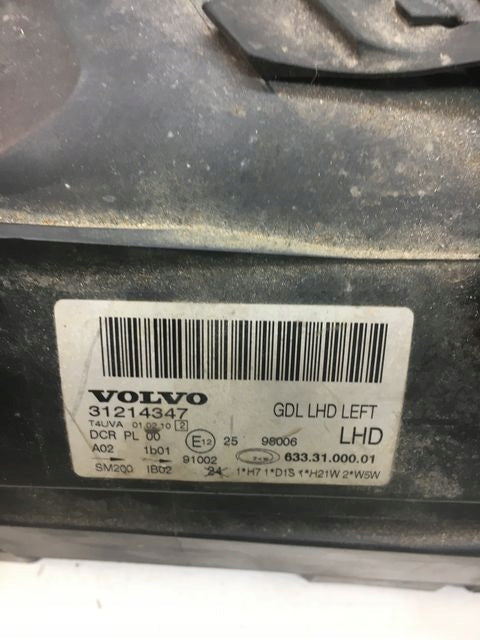 VOLVO
31214347
GDL LHD LEFT
T4UVA 01.02.10 2
DCR PL 00
E12 25 98006
LHD
A02 1b01
91002
633.31.000.01
SM200 IB02 24 1*H7 1*D1S 1*H21W 2*W5W